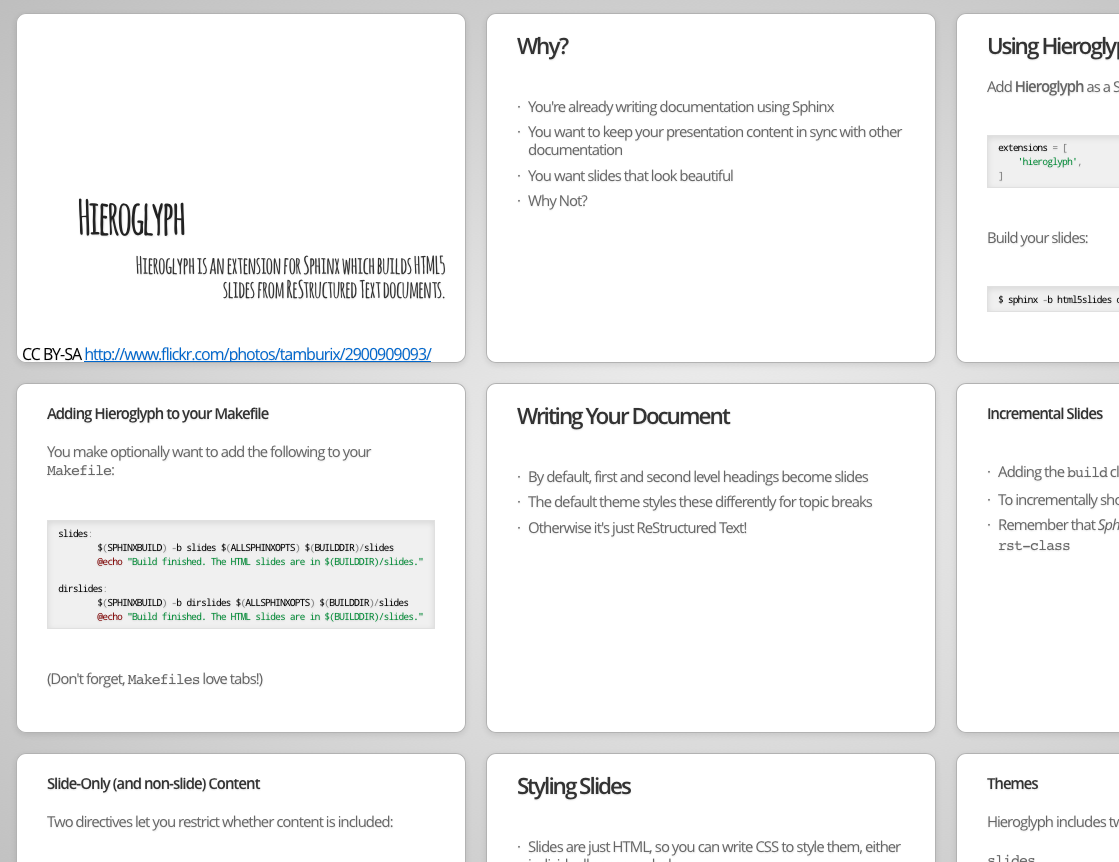 Hieroglyph
Hieroglyph is an extension for Sphinx which builds HTML5
slides from ReStructured Text documents.
CC BY-SA http://www.flickr.com/photos/tamburix/2900909093/
Why?
· You're already writing documentation using Sphinx
· You want to keep your presentation content in sync with other
documentation
· You want slides that look beautiful
· Why Not?
Using Hierogly
Add Hieroglyph as a S
extensions = [
    'hieroglyph',
]
Build your slides:
$ sphinx -b html5slides
Adding Hieroglyph to your Makefile
You make optionally want to add the following to your
Makefile:
slides:
        $(SPHINXBUILD) -b slides $(ALLSPHINXOPTS) $(BUILDDIR)/slides
        @echo "Build finished. The HTML slides are in $(BUILDDIR)/slides."
dirslides:
        $(SPHINXBUILD) -b dirslides $(ALLSPHINXOPTS) $(BUILDDIR)/slides
        @echo "Build finished. The HTML slides are in $(BUILDDIR)/slides."
(Don't forget, Makefiles love tabs!)
Writing Your Document
· By default, first and second level headings become slides
· The default theme styles these differently for topic breaks
· Otherwise it's just ReStructured Text!
Incremental Slides
· Adding the build cl
· To incrementally sho
· Remember that Sph
rst-class
Slide-Only (and non-slide) Content
Two directives let you restrict whether content is included:
Styling Slides
· Slides are just HTML, so you can write CSS to style them, either
Themes
Hieroglyph includes tw
slides